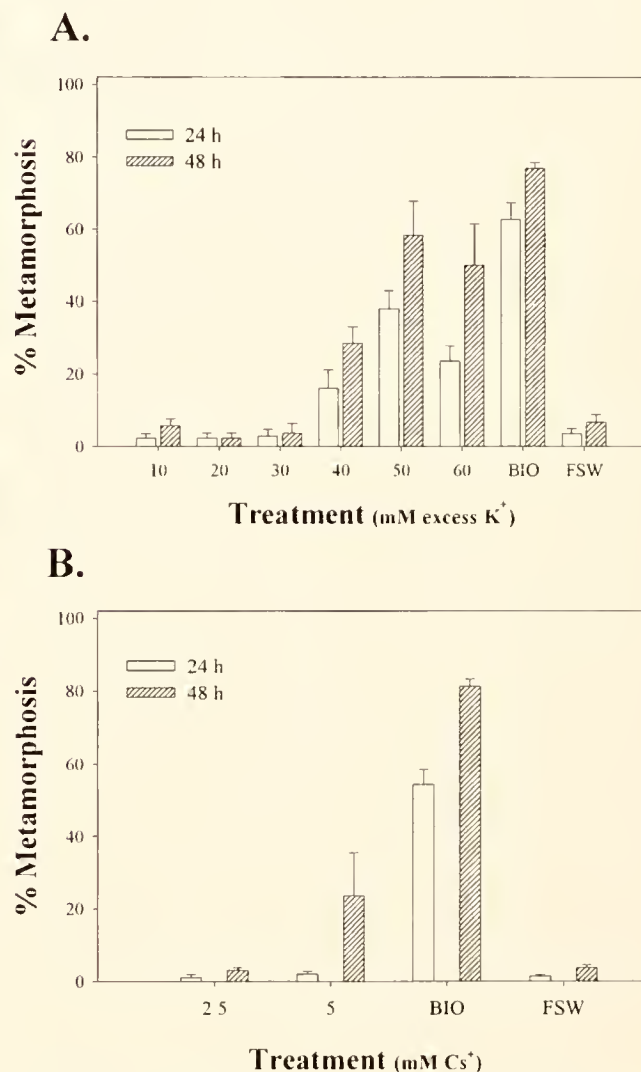 A.
100
80
60
40
20
0
% Metamorphosis
24 h
48 h
10 20 30 40 50 60 BIO FSW
Treatment (mM excess K⁺)
B.
100
80
60
40
20
0
% Metamorphosis
24 h
48 h
2 5 5 BIO FSW
Treatment (mM Cs⁺)